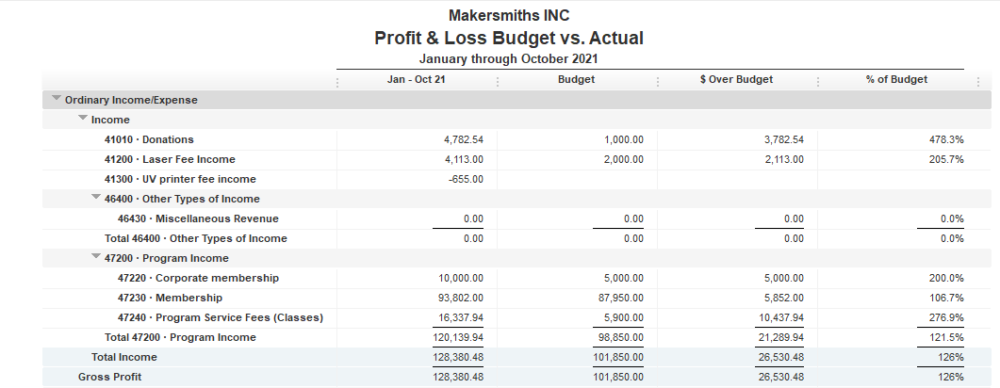 Makersmiths INC
Profit & Loss Budget vs. Actual
January through October 2021
Jan - Oct 21 Budget $ Over Budget % of Budget
Ordinary Income/Expense
Income
41010 · Donations 4,782.54 1,000.00 3,782.54 478.3%
41200 · Laser Fee Income 4,113.00 2,000.00 2,113.00 205.7%
41300 · UV printer fee income -655.00
46400 · Other Types of Income
46430 · Miscellaneous Revenue 0.00 0.00 0.00 0.0%
Total 46400 · Other Types of Income 0.00 0.00 0.00 0.0%
47200 · Program Income
47220 · Corporate membership 10,000.00 5,000.00 5,000.00 200.0%
47230 · Membership 93,802.00 87,950.00 5,852.00 106.7%
47240 · Program Service Fees (Classes) 16,337.94 5,900.00 10,437.94 276.9%
Total 47200 · Program Income 120,139.94 98,850.00 21,289.94 121.5%
Total Income 128,380.48 101,850.00 26,530.48 126%
Gross Profit 128,380.48 101,850.00 26,530.48 126%